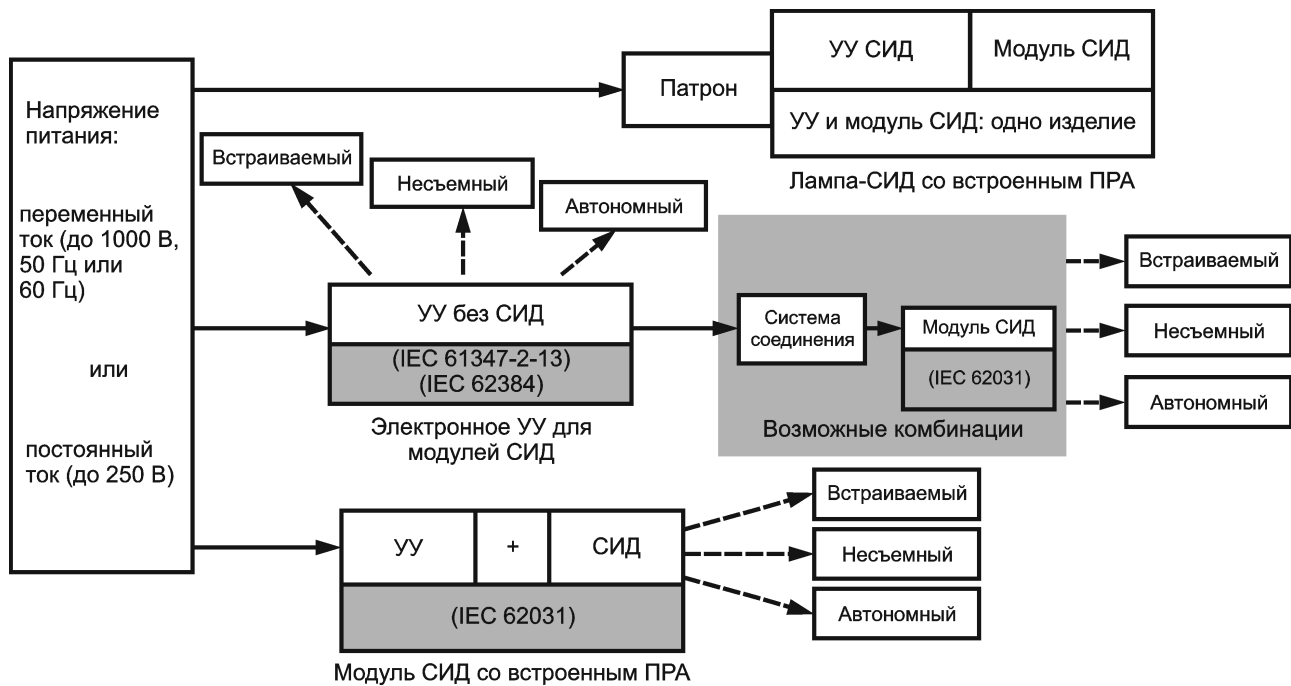 Напряжение
питания:
переменный
ток (до 1000 В,
50 Гц или
60 Гц)
или
постоянный
ток (до 250 В)
Патрон
УУ СИД
Модуль СИД
УУ и модуль СИД: одно изделие
Лампа-СИД со встроенным ПРА
Встраиваемый
Несъемный
Автономный
УУ без СИД
(IEC 61347-2-13)
(IEC 62384)
Электронное УУ для
модулей СИД
Система
соединения
Модуль СИД
(IEC 62031)
Возможные комбинации
Встраиваемый
Несъемный
Автономный
УУ
+
СИД
(IEC 62031)
Модуль СИД со встроенным ПРА
Встраиваемый
Несъемный
Автономный